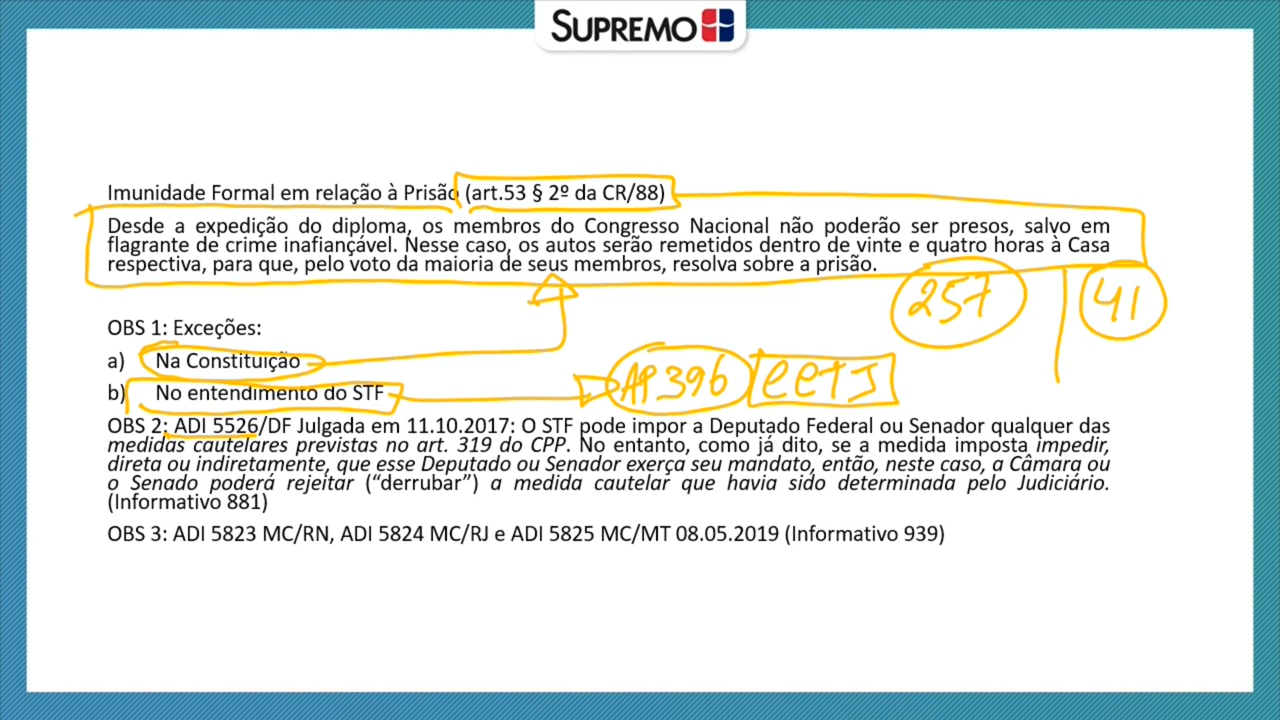 SUPREMO
Imunidade Formal em relação à Prisão (art.53 § 2º da CR/88)
Desde a expedição do diploma, os membros do Congresso Nacional não poderão ser presos, salvo em
flagrante de crime inafiançável. Nesse caso, os autos serão remetidos dentro de vinte e quatro horas à Casa
respectiva, para que, pelo voto da maioria de seus membros, resolva sobre a prisão.
257 41
OBS 1: Exceções:
a) Na Constituição
b) No entendimento do STF AP 396 CCTJ
OBS 2: ADI 5526/DF Julgada em 11.10.2017: O STF pode impor a Deputado Federal ou Senador qualquer das
medidas cautelares previstas no art. 319 do CPP. No entanto, como já dito, se a medida imposta impedir,
direta ou indiretamente, que esse Deputado ou Senador exerça seu mandato, então, neste caso, a Câmara ou
o Senado poderá rejeitar (“derrubar”) a medida cautelar que havia sido determinada pelo Judiciário.
(Informativo 881)
OBS 3: ADI 5823 MC/RN, ADI 5824 MC/RJ e ADI 5825 MC/MT 08.05.2019 (Informativo 939)